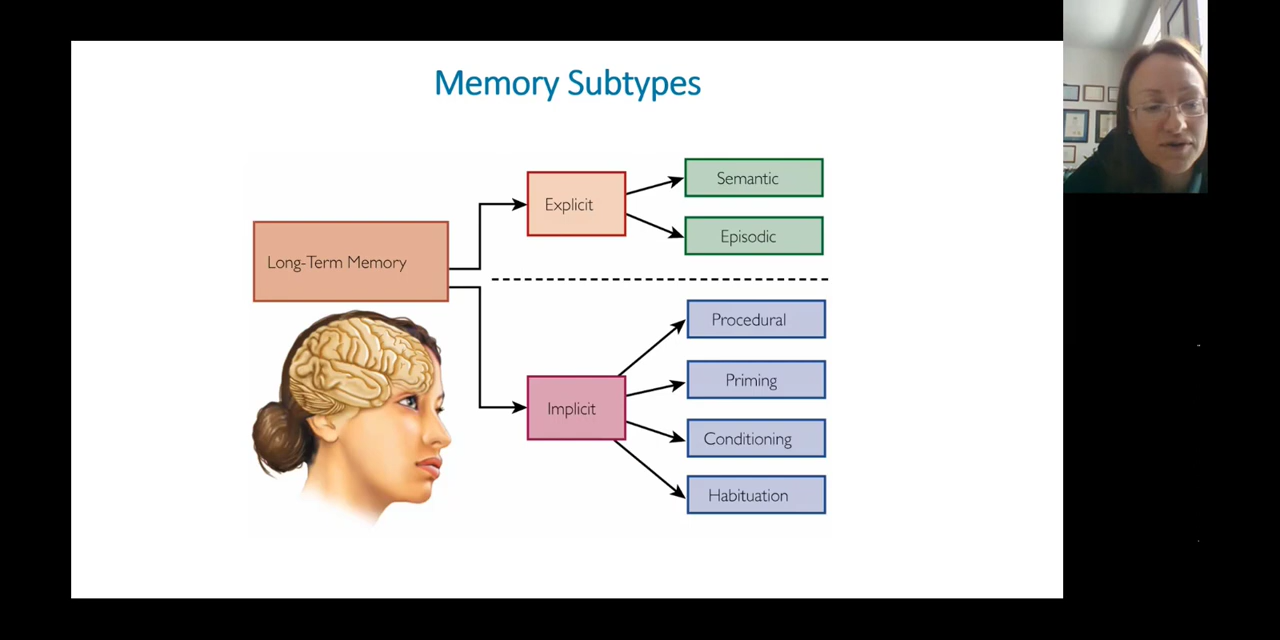 Memory Subtypes
Long-Term Memory
Explicit
Semantic
Episodic
Implicit
Procedural
Priming
Conditioning
Habituation